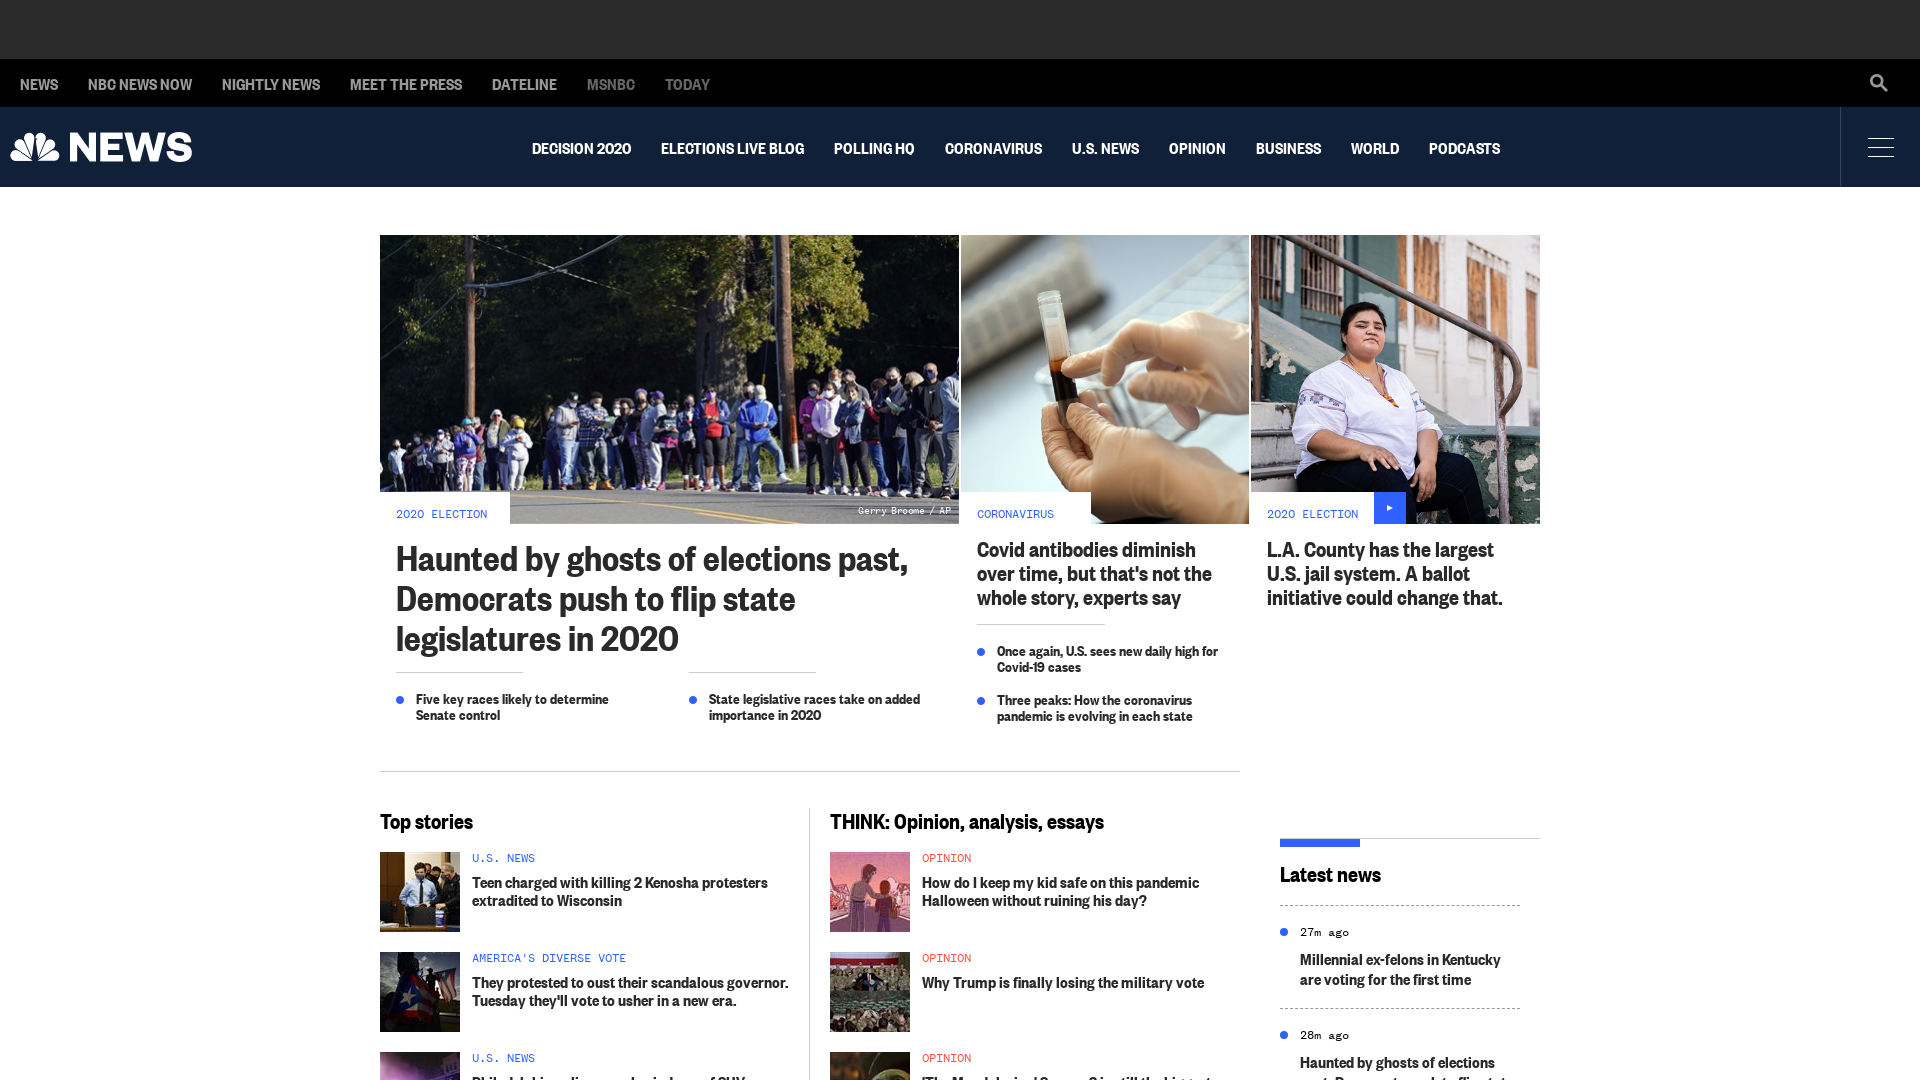 NEWS
NBC NEWS NOW
NIGHTLY NEWS
MEET THE PRESS
DATELINE
MSNBC
TODAY
NEWS
DECISION 2020
ELECTIONS LIVE BLOG
POLLING HQ
CORONAVIRUS
U.S. NEWS
OPINION
BUSINESS
WORLD
PODCASTS
Gerry Broome / AP
2020 ELECTION
Haunted by ghosts of elections past,
Democrats push to flip state
legislatures in 2020
Five key races likely to determine
Senate control
State legislative races take on added
importance in 2020
CORONAVIRUS
Covid antibodies diminish
over time, but that's not the
whole story, experts say
Once again, U.S. sees new daily high for
Covid-19 cases
Three peaks: How the coronavirus
pandemic is evolving in each state
2020 ELECTION
L.A. County has the largest
U.S. jail system. A ballot
initiative could change that.
Top stories
U.S. NEWS
Teen charged with killing 2 Kenosha protesters
extradited to Wisconsin
AMERICA'S DIVERSE VOTE
They protested to oust their scandalous governor.
Tuesday they'll vote to usher in a new era.
U.S. NEWS
THINK: Opinion, analysis, essays
OPINION
How do I keep my kid safe on this pandemic
Halloween without ruining his day?
OPINION
Why Trump is finally losing the military vote
OPINION
Latest news
27m ago
Millennial ex-felons in Kentucky
are voting for the first time
28m ago
Haunted by ghosts of elections